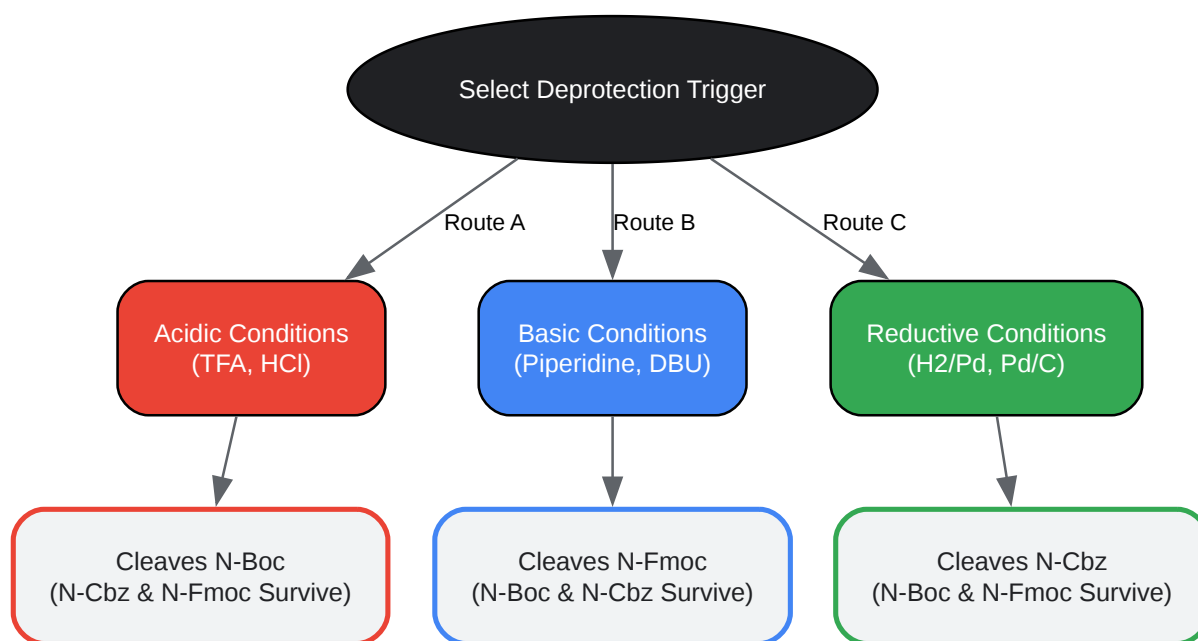 Select Deprotection Trigger
Route A
Route B
Route C
Acidic Conditions
(TFA, HCl)
Basic Conditions
(Piperidine, DBU)
Reductive Conditions
(H2/Pd, Pd/C)
Cleaves N-Boc
(N-Cbz & N-Fmoc Survive)
Cleaves N-Fmoc
(N-Boc & N-Cbz Survive)
Cleaves N-Cbz
(N-Boc & N-Fmoc Survive)